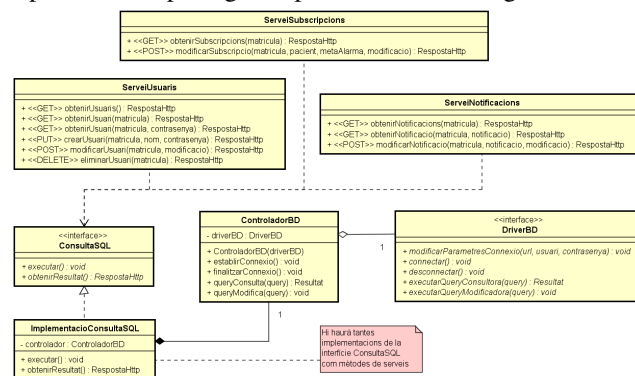 ServeiSubscripcions
+ <<GET>> obtenirSubscripcions(matricula) : RespostaHttp
+ <<POST>> modificarSubscripcio(matricula, pacient, metaAlarma, modificacio) : RespostaHttp
ServeiUsuaris
+ <<GET>> obtenirUsuaris() : RespostaHttp
+ <<GET>> obtenirUsuari(matricula) : RespostaHttp
+ <<GET>> obtenirUsuari(matricula, contrasenya) : RespostaHttp
+ <<PUT>> crearUsuari(matricula, nom, contrasenya) : RespostaHttp
+ <<POST>> modificarUsuari(matricula, modificacio) : RespostaHttp
+ <<DELETE>> eliminarUsuari(matricula) : RespostaHttp
ServeiNotificacions
+ <<GET>> obtenirNotificacions(matricula) : RespostaHttp
+ <<GET>> obtenirNotificacio(matricula, notificacio) : RespostaHttp
+ <<POST>> modificarNotificacio(matricula, notificacio, modificacio) : RespostaHttp
<<interface>>
ConsultaSQL
+ executar() : void
+ obtenirResultat() : RespostaHttp
ControladorBD
- driverBD : DriverBD
+ ControladorBD(driverBD)
+ establirConnexio() : void
+ finalitzarConnexio() : void
+ queryConsulta(query) : Resultat
+ queryModifica(query) : void
1
<<interface>>
DriverBD
+ modificarParametresConnexio(url, usuari, contrasenya) : void
+ connectar() : void
+ desconnectar() : void
+ executarQueryConsultora(query) : Resultat
+ executarQueryModificadora(query) : void
1
ImplementacioConsultaSQL
- controlador : ControladorBD
+ executar() : void
+ obtenirResultat() : RespostaHttp
Hi haurà tantes
implementacions de la
interfície ConsultaSQL
com mètodes de serveis